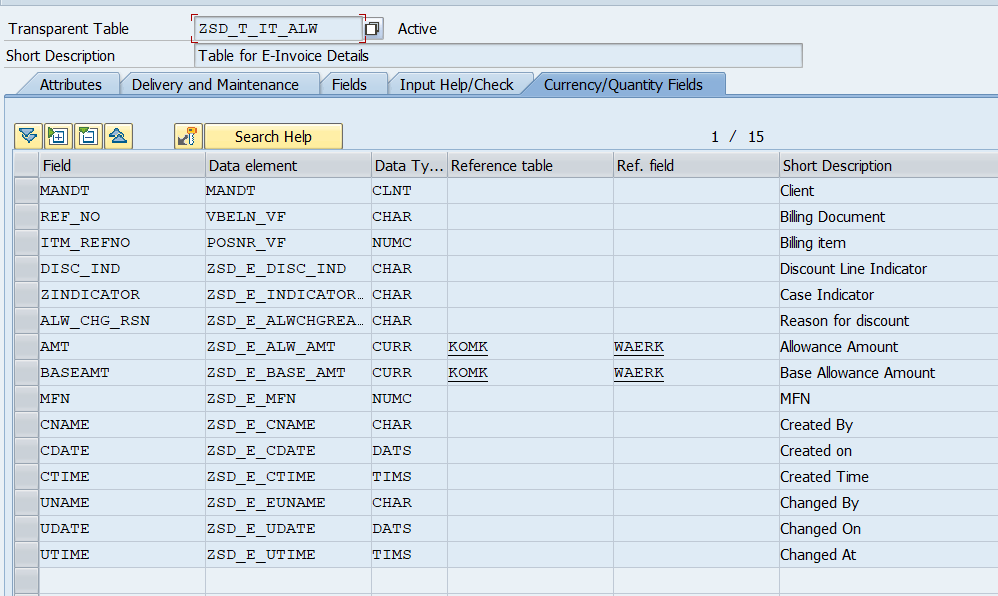 Transparent Table ZSD_T_IT_ALW Active
Short Description Table for E-Invoice Details
Attributes Delivery and Maintenance Fields Input Help/Check Currency/Quantity Fields
Search Help 1 / 15
Field Data element Data Ty... Reference table Ref. field Short Description
MANDT MANDT CLNT Client
REF_NO VBELN_VF CHAR Billing Document
ITM_REFNO POSNR_VF NUMC Billing item
DISC_IND ZSD_E_DISC_IND CHAR Discount Line Indicator
ZINDICATOR ZSD_E_INDICATOR... CHAR Case Indicator
ALW_CHG_RSN ZSD_E_ALWCHGREA... CHAR Reason for discount
AMT ZSD_E_ALW_AMT CURR KOMK WAERK Allowance Amount
BASEAMT ZSD_E_BASE_AMT CURR KOMK WAERK Base Allowance Amount
MFN ZSD_E_MFN NUMC MFN
CNAME ZSD_E_CNAME CHAR Created By
CDATE ZSD_E_CDATE DATS Created on
CTIME ZSD_E_CTIME TIMS Created Time
UNAME ZSD_E_EUNAME CHAR Changed By
UDATE ZSD_E_UDATE DATS Changed On
UTIME ZSD_E_UTIME TIMS Changed At